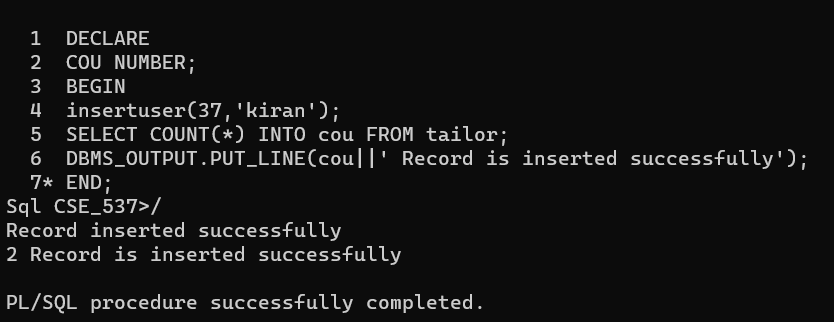 1 DECLARE
2 COU NUMBER;
3 BEGIN
4 insertuser(37,'kiran');
5 SELECT COUNT(*) INTO cou FROM tailor;
6 DBMS_OUTPUT.PUT_LINE(cou||' Record is inserted successfully');
7* END;
Sql CSE_537>/
Record inserted successfully
2 Record is inserted successfully
PL/SQL procedure successfully completed.